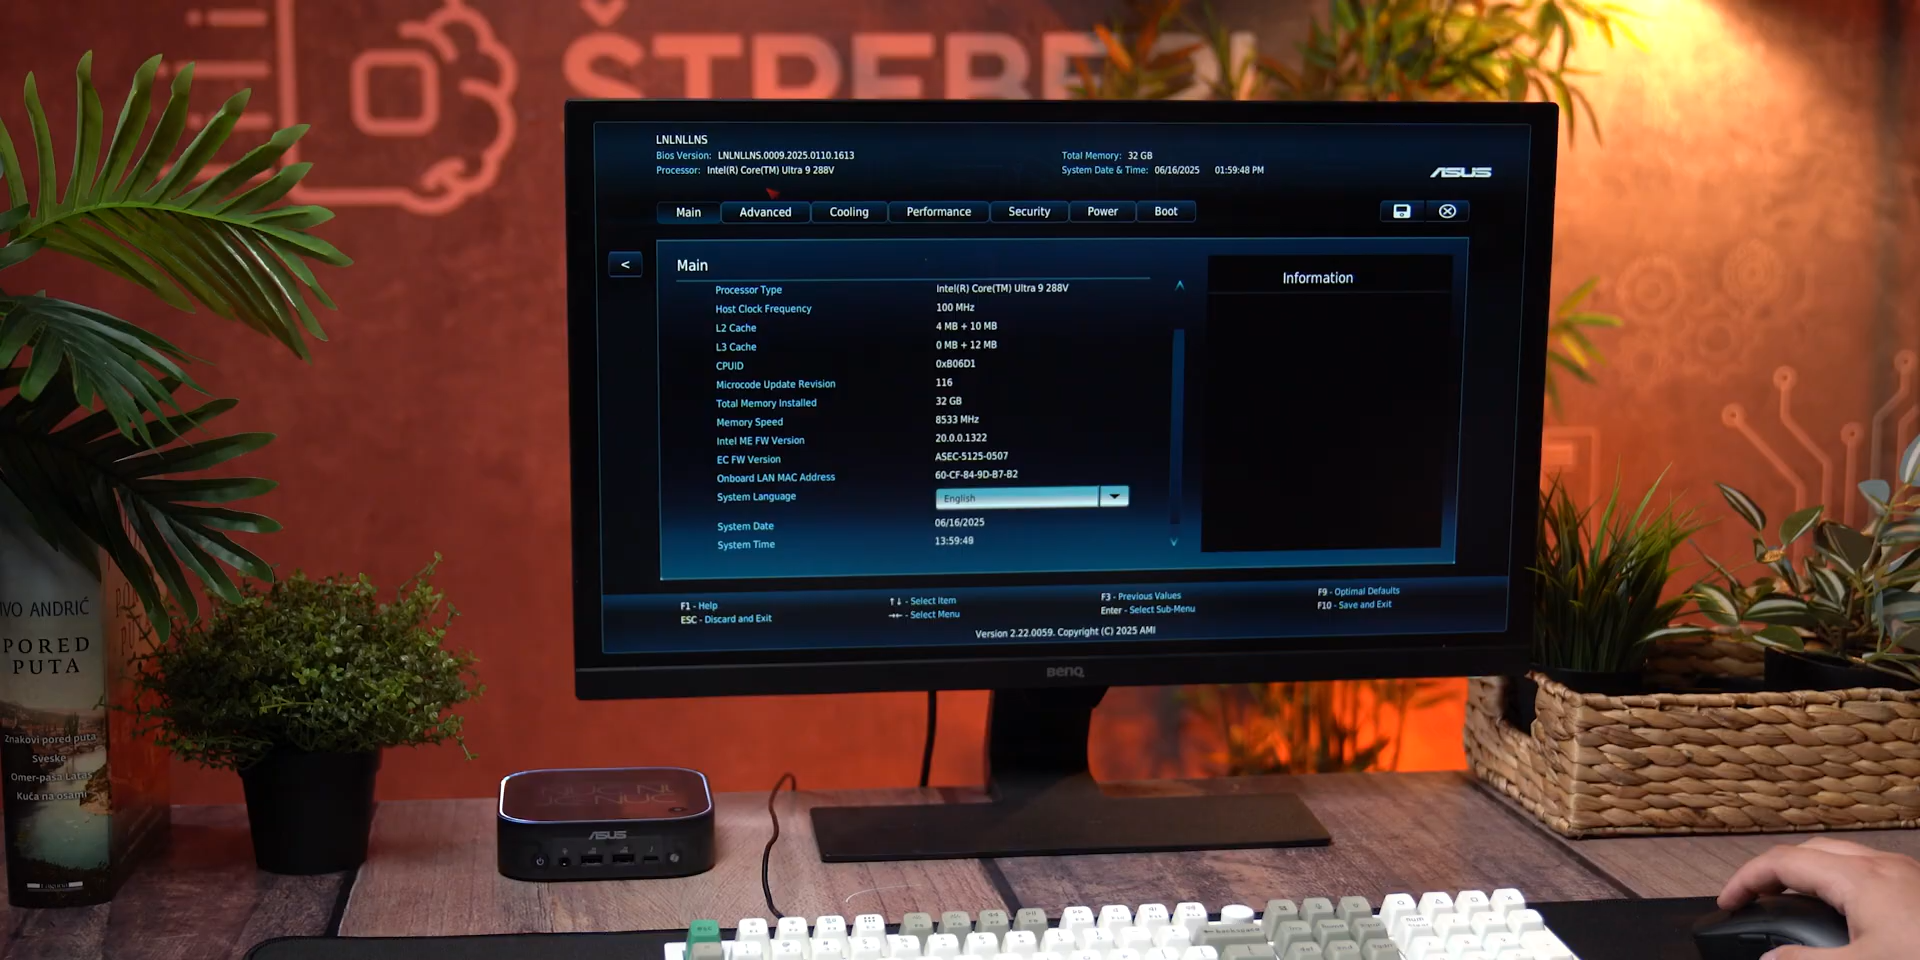 ŠTREBERI
LNLNLLNS
Bios Version: LNLNLLNS.0009.2025.0110.1613
Processor: Intel(R) Core(TM) Ultra 9 288V
Total Memory: 32 GB
System Date & Time: 06/16/2025 01:59:48 PM
ASUS
Main Advanced Cooling Performance Security Power Boot
<
Main
Processor Type Intel(R) Core(TM) Ultra 9 288V
Host Clock Frequency 100 MHz
L2 Cache 4 MB + 10 MB
L3 Cache 0 MB + 12 MB
CPUID 0xB06D1
Microcode Update Revision 116
Total Memory Installed 32 GB
Memory Speed 8533 MHz
Intel ME FW Version 20.0.0.1322
EC FW Version ASEC-5125-0507
Onboard LAN MAC Address 60-CF-84-9D-B7-B2
System Language English
System Date 06/16/2025
System Time 13:59:48
Information
F1 - Help
ESC - Discard and Exit
↑↓ - Select Item
→← - Select Menu
F3 - Previous Values
Enter - Select Sub-Menu
F9 - Optimal Defaults
F10 - Save and Exit
Version 2.22.0059. Copyright (C) 2025 AMI
BenQ
IVO ANDRIĆ
PORED
PUTA
Znakovi pored puta
Sveske
Omer-paša Latas
Kuća na osami
ASUS
esc
backspace